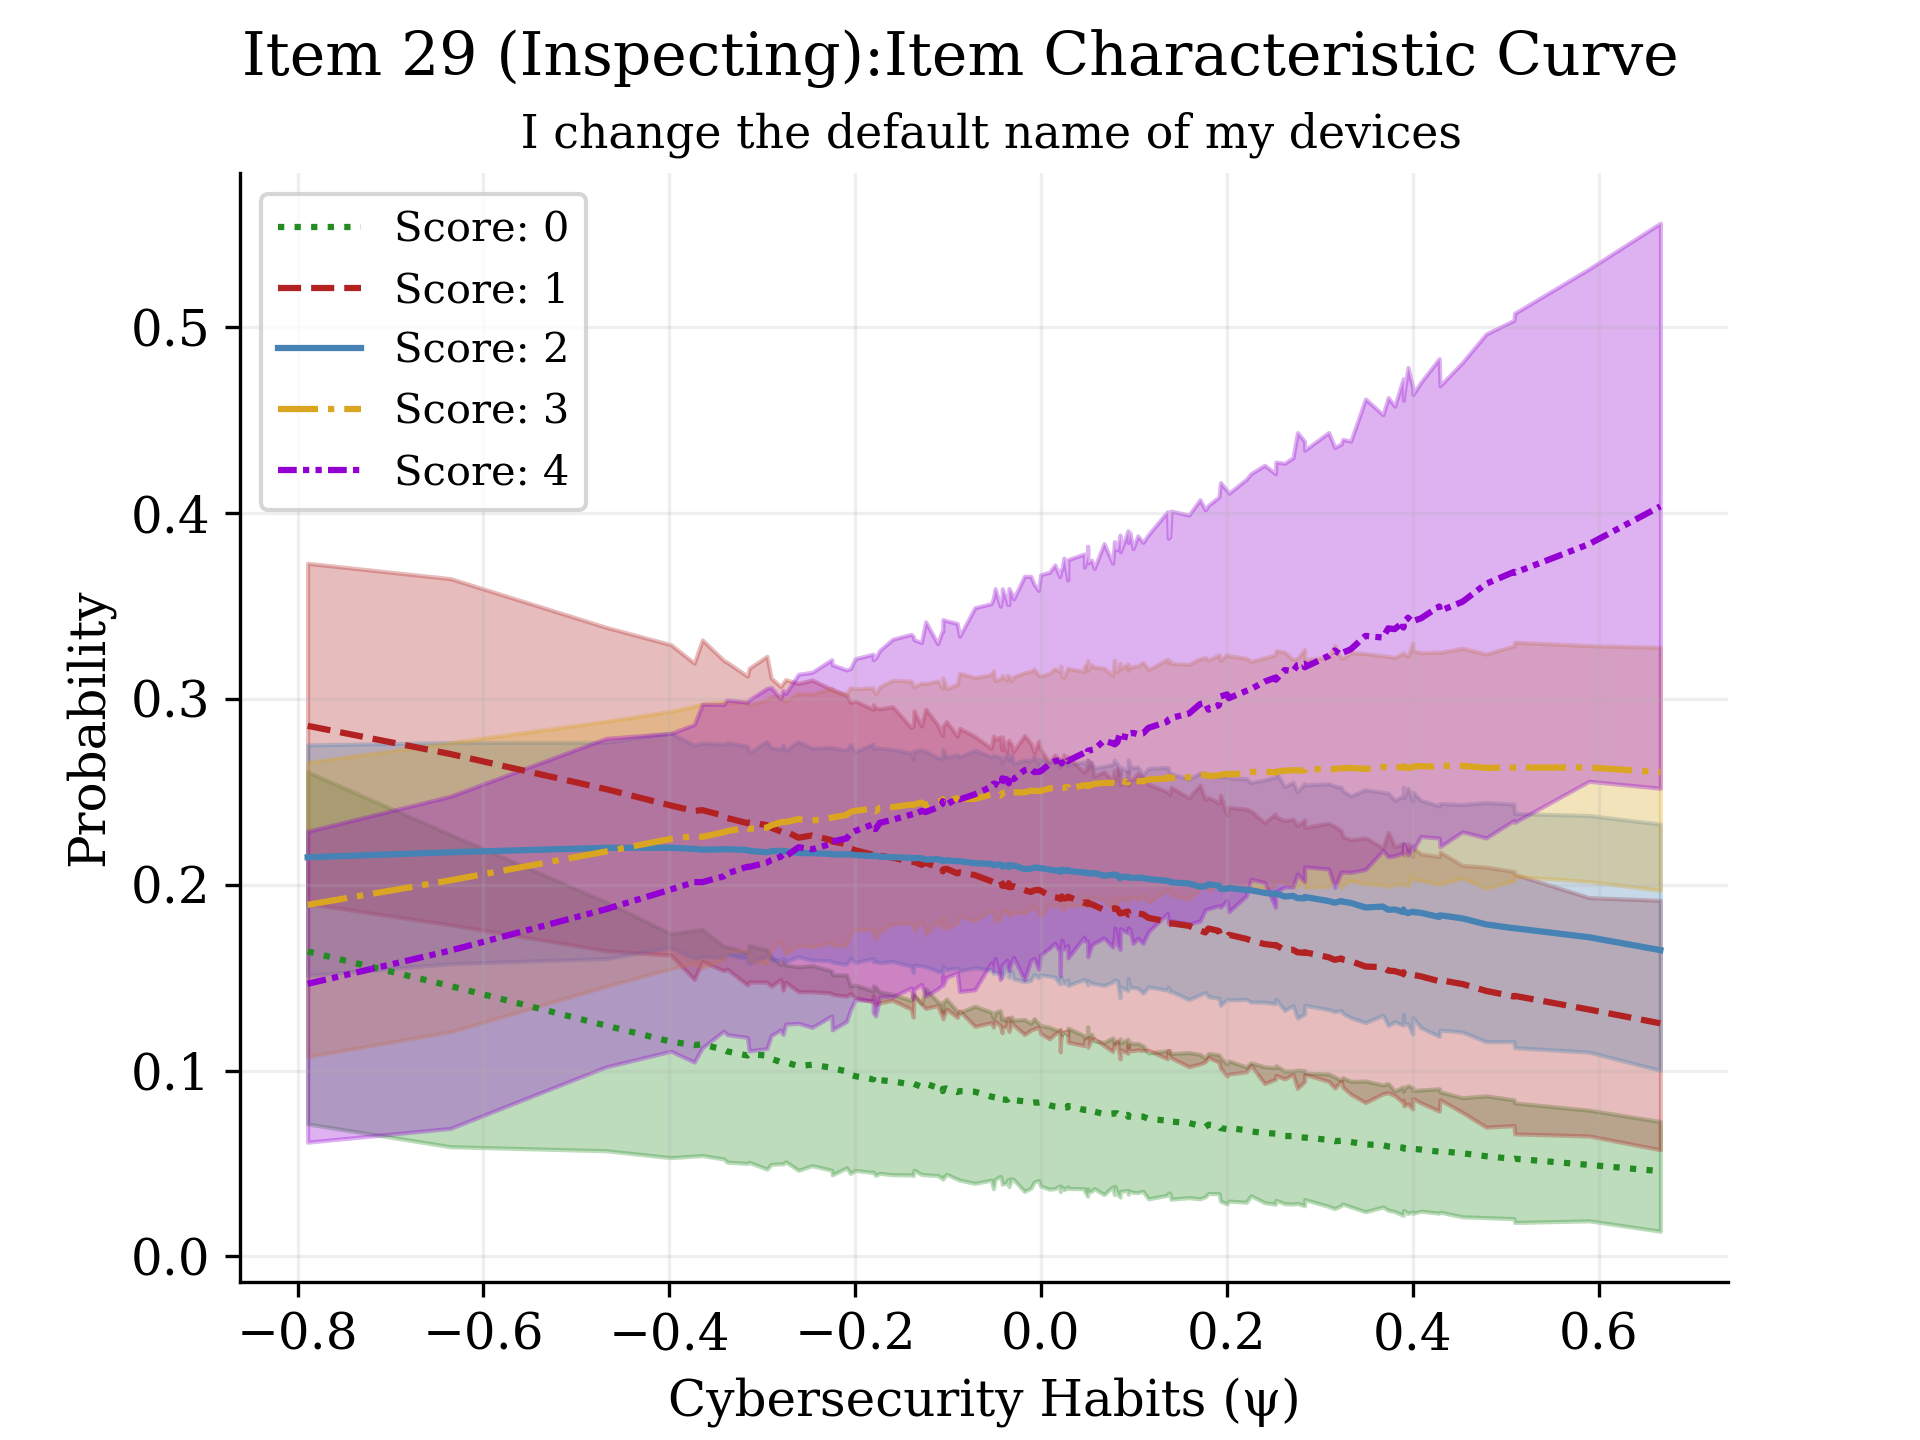 Item 29 (Inspecting):Item Characteristic Curve
I change the default name of my devices
Score: 0
Score: 1
Score: 2
Score: 3
Score: 4
Probability
0.5
0.4
0.3
0.2
0.1
0.0
−0.8 −0.6 −0.4 −0.2 0.0 0.2 0.4 0.6
Cybersecurity Habits (ψ)